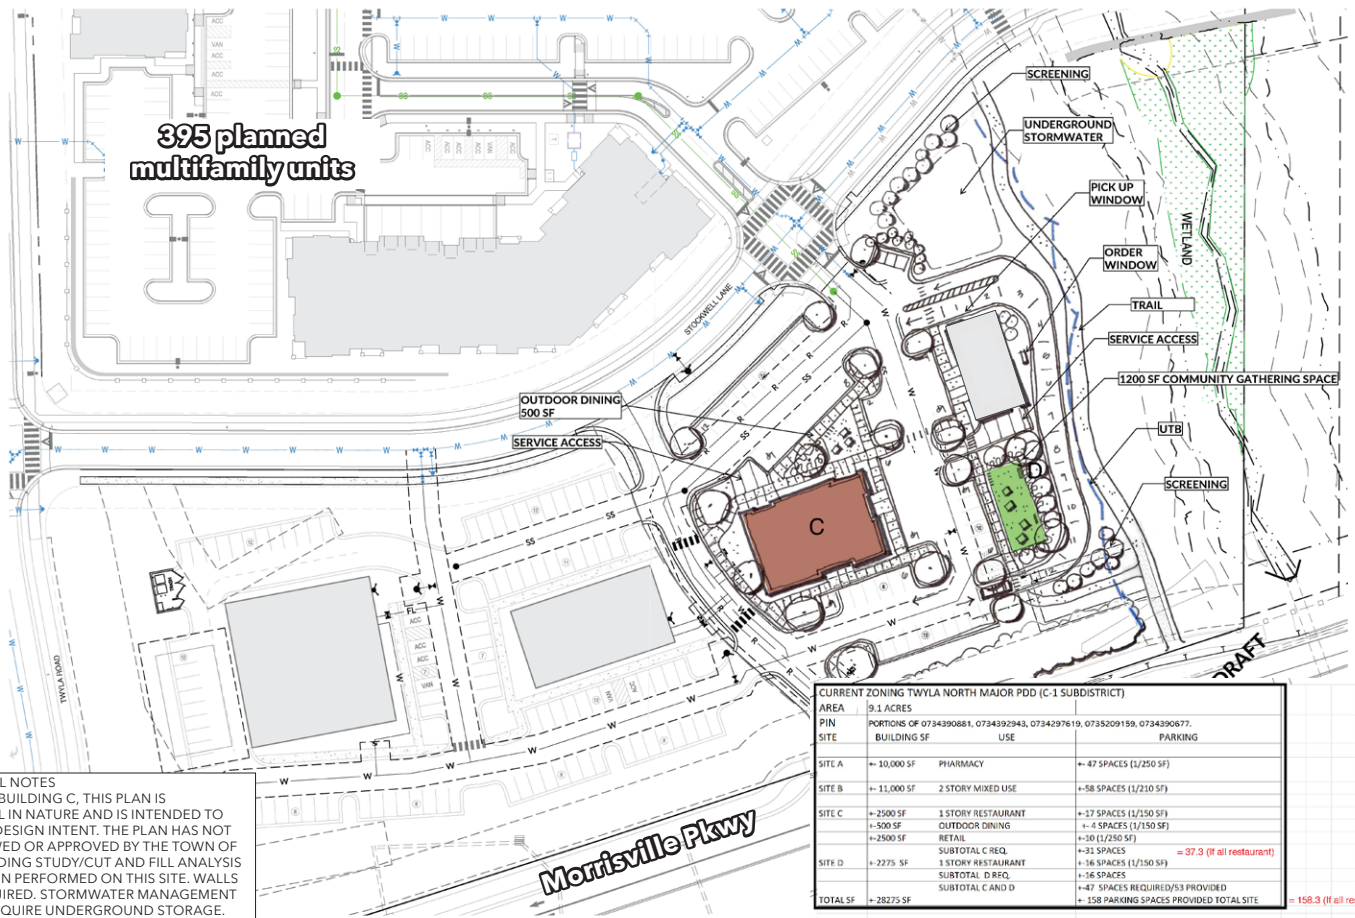 395 planned
multifamily units
SCREENING
UNDERGROUND
STORMWATER
PICK UP
WINDOW
ORDER
WINDOW
TRAIL
SERVICE ACCESS
1200 SF COMMUNITY GATHERING SPACE
UTB
SCREENING
WETLAND
STOCKWELL LANE
OUTDOOR DINING
500 SF
SERVICE ACCESS
C
D
TWYLA ROAD
Morrisville Pkwy
DRAFT
L NOTES
BUILDING C, THIS PLAN IS
L IN NATURE AND IS INTENDED TO
DESIGN INTENT. THE PLAN HAS NOT
WED OR APPROVED BY THE TOWN OF
DING STUDY/CUT AND FILL ANALYSIS
N PERFORMED ON THIS SITE. WALLS
UIRED. STORMWATER MANAGEMENT
QUIRE UNDERGROUND STORAGE.
CURRENT ZONING TWYLA NORTH MAJOR PDD (C-1 SUBDISTRICT)
AREA 9.1 ACRES
PIN PORTIONS OF 0734390881, 0734392943, 0734297619, 0735209159, 0734390677.
SITE BUILDING SF USE PARKING
SITE A +- 10,000 SF PHARMACY +- 47 SPACES (1/250 SF)
SITE B +- 11,000 SF 2 STORY MIXED USE +-58 SPACES (1/210 SF)
SITE C +-2500 SF 1 STORY RESTAURANT +-17 SPACES (1/150 SF)
+-500 SF OUTDOOR DINING +- 4 SPACES (1/150 SF)
+-2500 SF RETAIL +-10 (1/250 SF)
SUBTOTAL C REQ. +-31 SPACES = 37.3 (If all restaurant)
SITE D +-2275 SF 1 STORY RESTAURANT +-16 SPACES (1/150 SF)
SUBTOTAL D REQ. +-16 SPACES
SUBTOTAL C AND D +-47 SPACES REQUIRED/53 PROVIDED
TOTAL SF +-28275 SF +- 158 PARKING SPACES PROVIDED TOTAL SITE = 158.3 (If all res